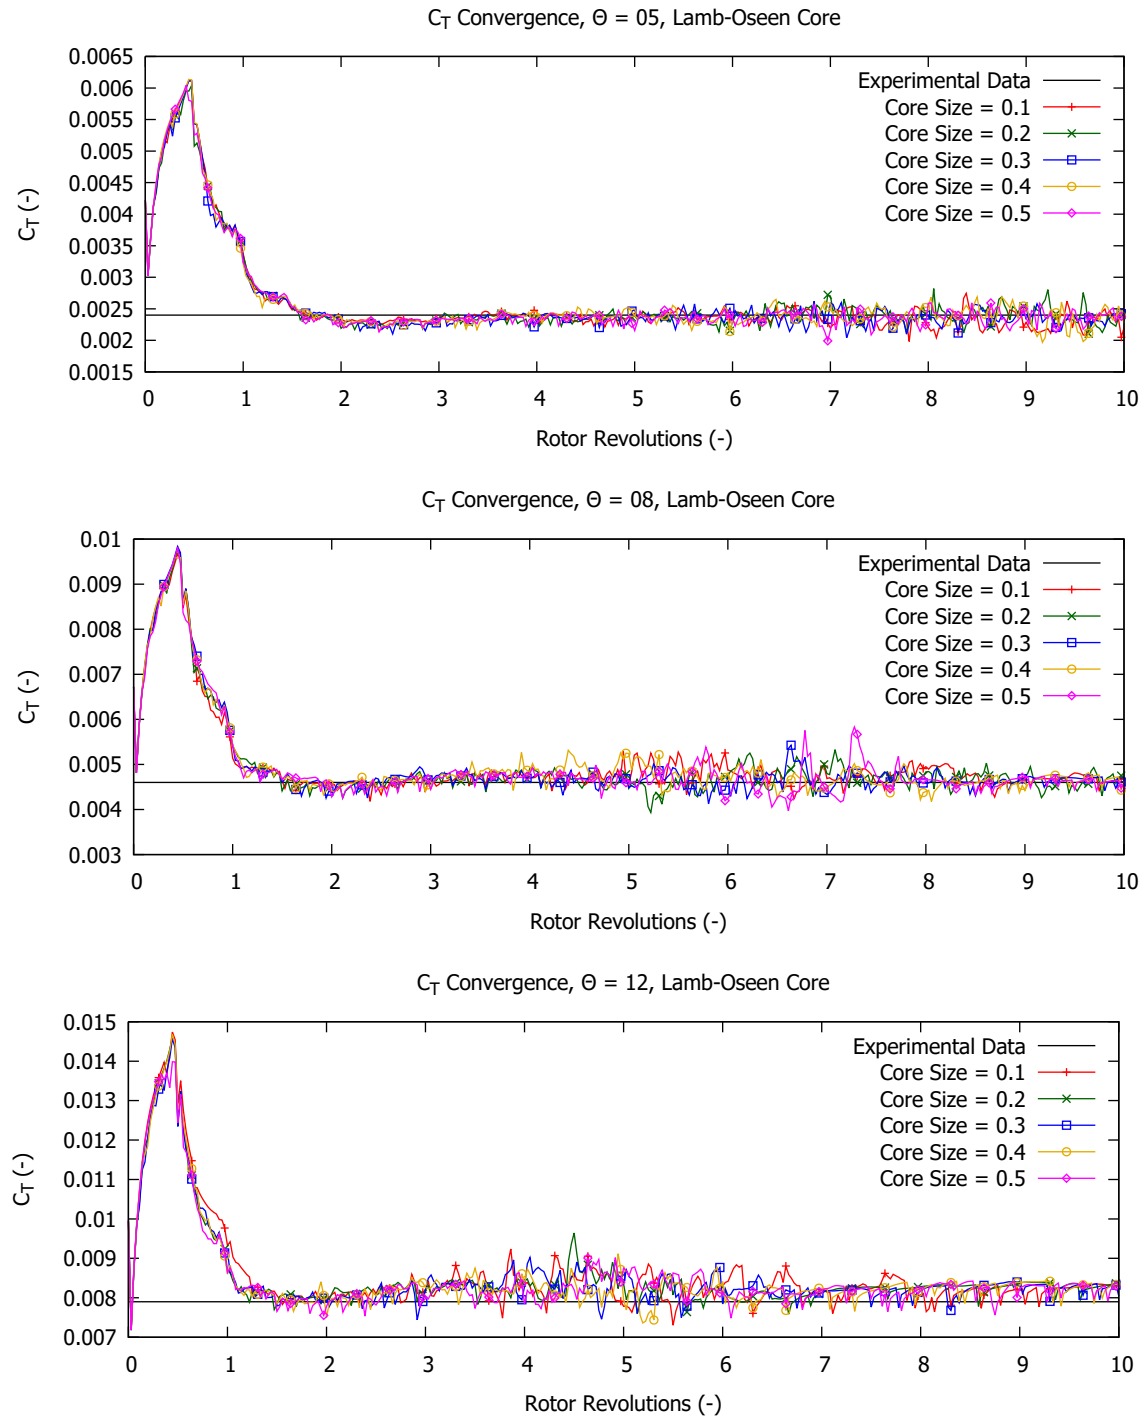 C_T Convergence, Θ = 05, Lamb-Oseen Core
0.0065
0.006
0.0055
0.005
0.0045
0.004
0.0035
0.003
0.0025
0.002
0.0015
C_T (-)
Experimental Data
Core Size = 0.1
Core Size = 0.2
Core Size = 0.3
Core Size = 0.4
Core Size = 0.5
0 1 2 3 4 5 6 7 8 9 10
Rotor Revolutions (-)
C_T Convergence, Θ = 08, Lamb-Oseen Core
0.01
0.009
0.008
0.007
0.006
0.005
0.004
0.003
C_T (-)
Experimental Data
Core Size = 0.1
Core Size = 0.2
Core Size = 0.3
Core Size = 0.4
Core Size = 0.5
0 1 2 3 4 5 6 7 8 9 10
Rotor Revolutions (-)
C_T Convergence, Θ = 12, Lamb-Oseen Core
0.015
0.014
0.013
0.012
0.011
0.01
0.009
0.008
0.007
C_T (-)
Experimental Data
Core Size = 0.1
Core Size = 0.2
Core Size = 0.3
Core Size = 0.4
Core Size = 0.5
0 1 2 3 4 5 6 7 8 9 10
Rotor Revolutions (-)